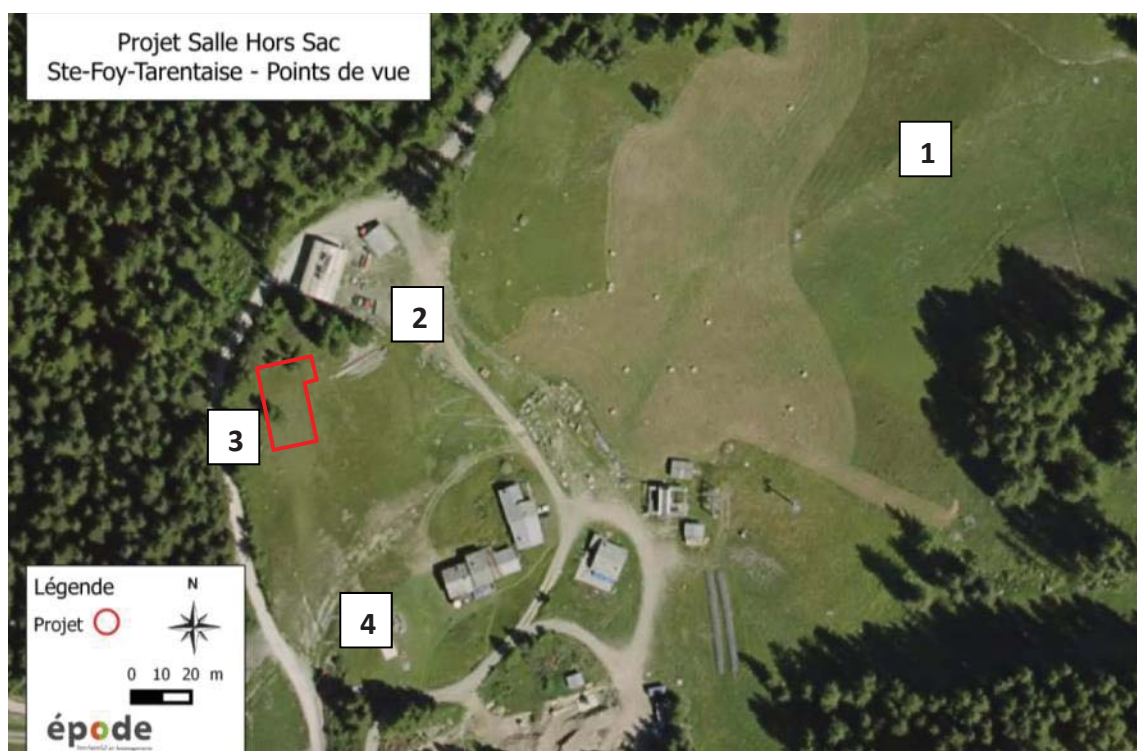 Projet Salle Hors Sac
Ste-Foy-Tarentaise - Points de vue
1
2
3
4
Légende
N
Projet
0 10 20 m
épode